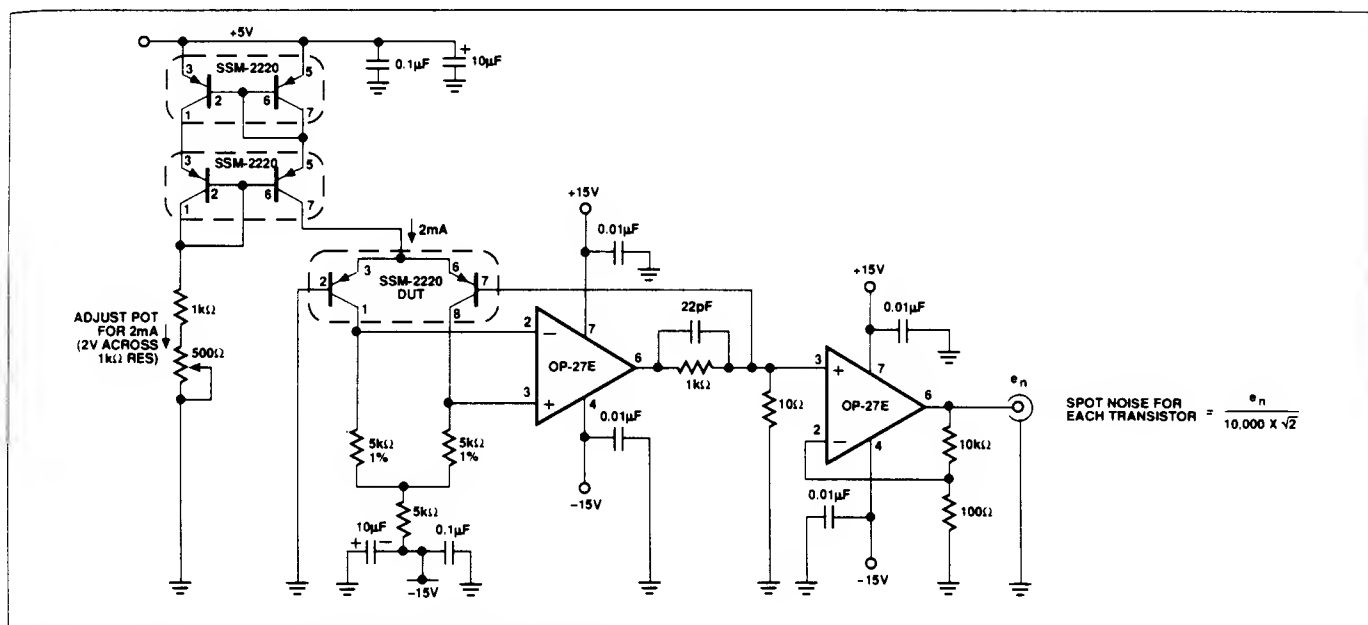 +5V
0.1μF
+
10μF
SSM-2220
3
5
2
6
1
7
SSM-2220
3
5
2
6
1
7
2mA
1kΩ
ADJUST POT
FOR 2mA
(2V ACROSS
1kΩ RES)
500Ω
2
3
6
7
SSM-2220
DUT
1
8
5kΩ
1%
5kΩ
1%
5kΩ
10μF
+
−
0.1μF
−15V
+15V
0.01μF
2
−
7
OP-27E
6
3
+
4
0.01μF
−15V
22pF
1kΩ
10Ω
+15V
0.01μF
3
+
7
OP-27E
6
2
−
4
0.01μF
−15V
10kΩ
100Ω
en
SPOT NOISE FOR
EACH TRANSISTOR = en / 10,000 X √2